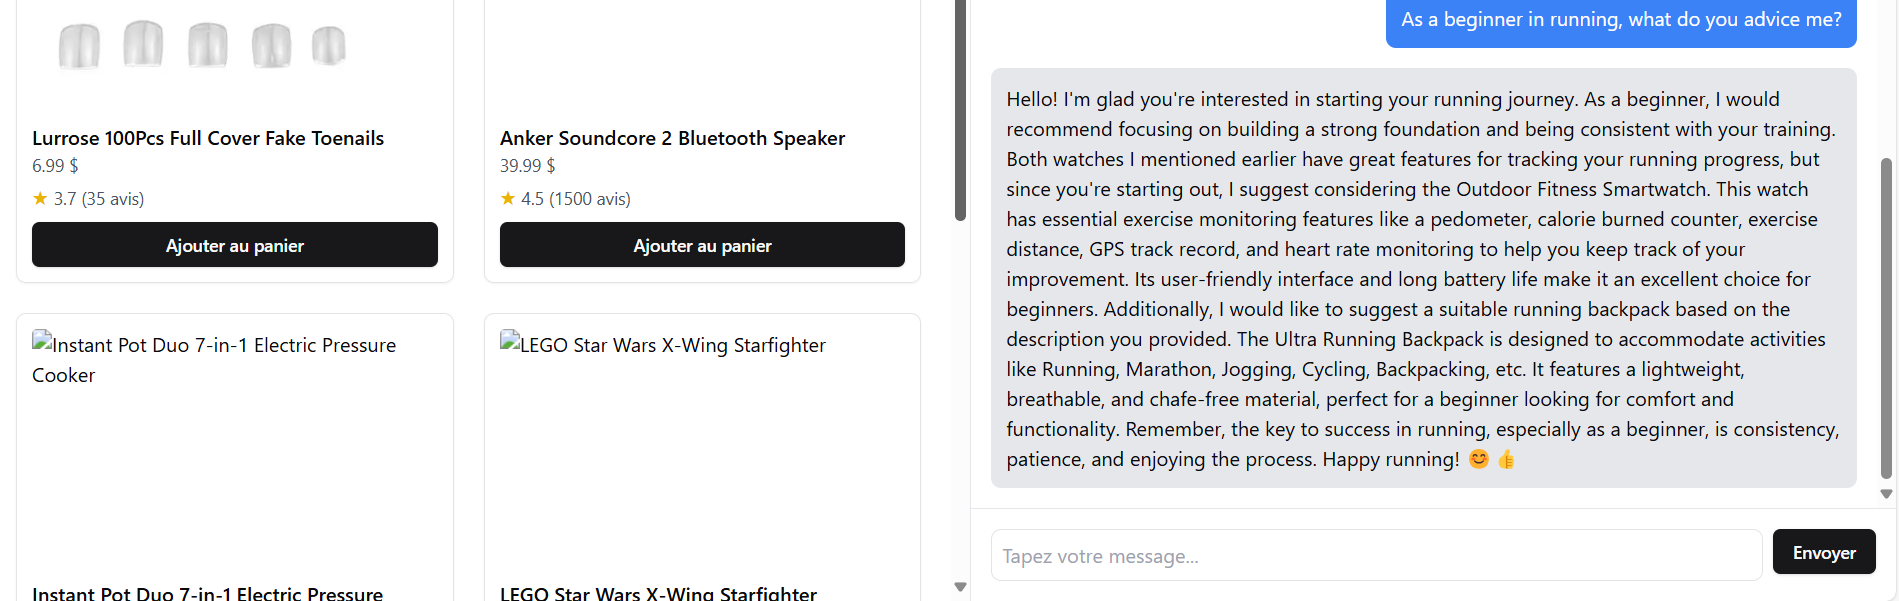 Lurrose 100Pcs Full Cover Fake Toenails
6.99 $
★ 3.7 (35 avis)
Ajouter au panier
Anker Soundcore 2 Bluetooth Speaker
39.99 $
★ 4.5 (1500 avis)
Ajouter au panier
Instant Pot Duo 7-in-1 Electric Pressure
Cooker
LEGO Star Wars X-Wing Starfighter
Instant Pot Duo 7-in-1 Electric Pressure
LEGO Star Wars X-Wing Starfighter
As a beginner in running, what do you advice me?
Hello! I'm glad you're interested in starting your running journey. As a beginner, I would
recommend focusing on building a strong foundation and being consistent with your training.
Both watches I mentioned earlier have great features for tracking your running progress, but
since you're starting out, I suggest considering the Outdoor Fitness Smartwatch. This watch
has essential exercise monitoring features like a pedometer, calorie burned counter, exercise
distance, GPS track record, and heart rate monitoring to help you keep track of your
improvement. Its user-friendly interface and long battery life make it an excellent choice for
beginners. Additionally, I would like to suggest a suitable running backpack based on the
description you provided. The Ultra Running Backpack is designed to accommodate activities
like Running, Marathon, Jogging, Cycling, Backpacking, etc. It features a lightweight,
breathable, and chafe-free material, perfect for a beginner looking for comfort and
functionality. Remember, the key to success in running, especially as a beginner, is consistency,
patience, and enjoying the process. Happy running! 😊 👍
Tapez votre message...
Envoyer